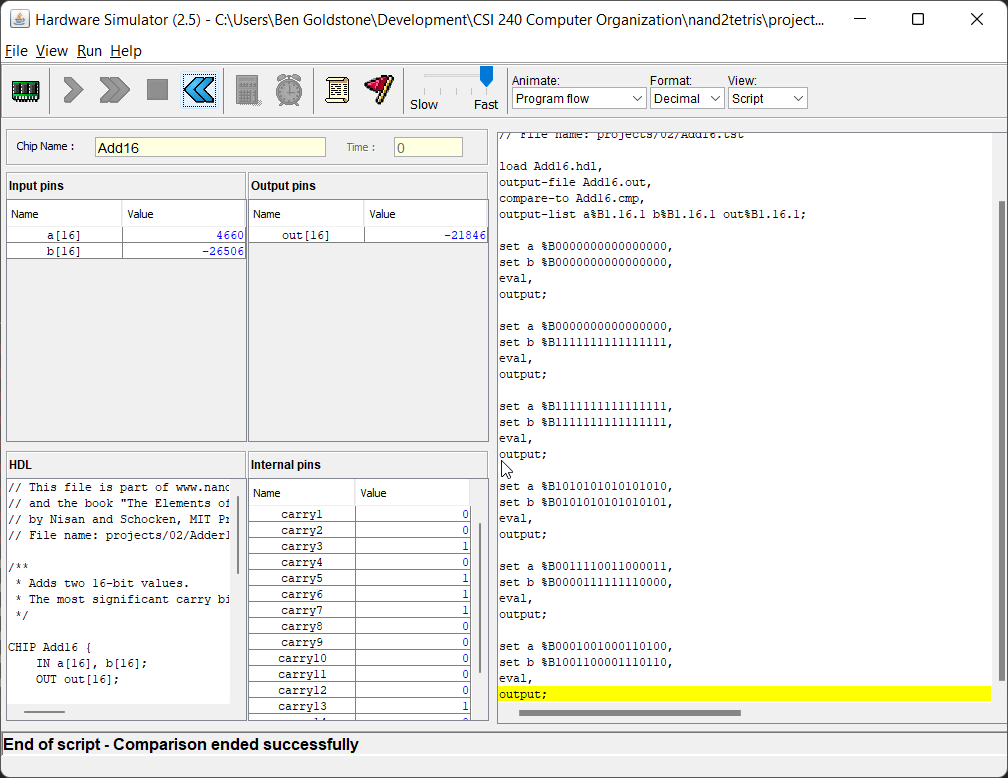 Hardware Simulator (2.5) - C:\Users\Ben Goldstone\Development\CSI 240 Computer Organization\nand2tetris\project...
File View Run Help
Slow Fast
Animate: Format: View:
Program flow Decimal Script
Chip Name : Add16 Time : 0
Input pins
Name Value
a[16] 4660
b[16] -26506
Output pins
Name Value
out[16] -21846
HDL
// This file is part of www.nand
// and the book "The Elements of
// by Nisan and Schocken, MIT Pr
// File name: projects/02/Adder1
/**
* Adds two 16-bit values.
* The most significant carry bi
*/
CHIP Add16 {
IN a[16], b[16];
OUT out[16];
Internal pins
Name Value
carry1 0
carry2 0
carry3 1
carry4 0
carry5 1
carry6 1
carry7 1
carry8 0
carry9 0
carry10 0
carry11 0
carry12 0
carry13 1
// File name: projects/02/Add16.tst
load Add16.hdl,
output-file Add16.out,
compare-to Add16.cmp,
output-list a%B1.16.1 b%B1.16.1 out%B1.16.1;
set a %B0000000000000000,
set b %B0000000000000000,
eval,
output;
set a %B0000000000000000,
set b %B1111111111111111,
eval,
output;
set a %B1111111111111111,
set b %B1111111111111111,
eval,
output;
set a %B1010101010101010,
set b %B0101010101010101,
eval,
output;
set a %B0011110011000011,
set b %B0000111111110000,
eval,
output;
set a %B0001001000110100,
set b %B1001100001110110,
eval,
output;
End of script - Comparison ended successfully